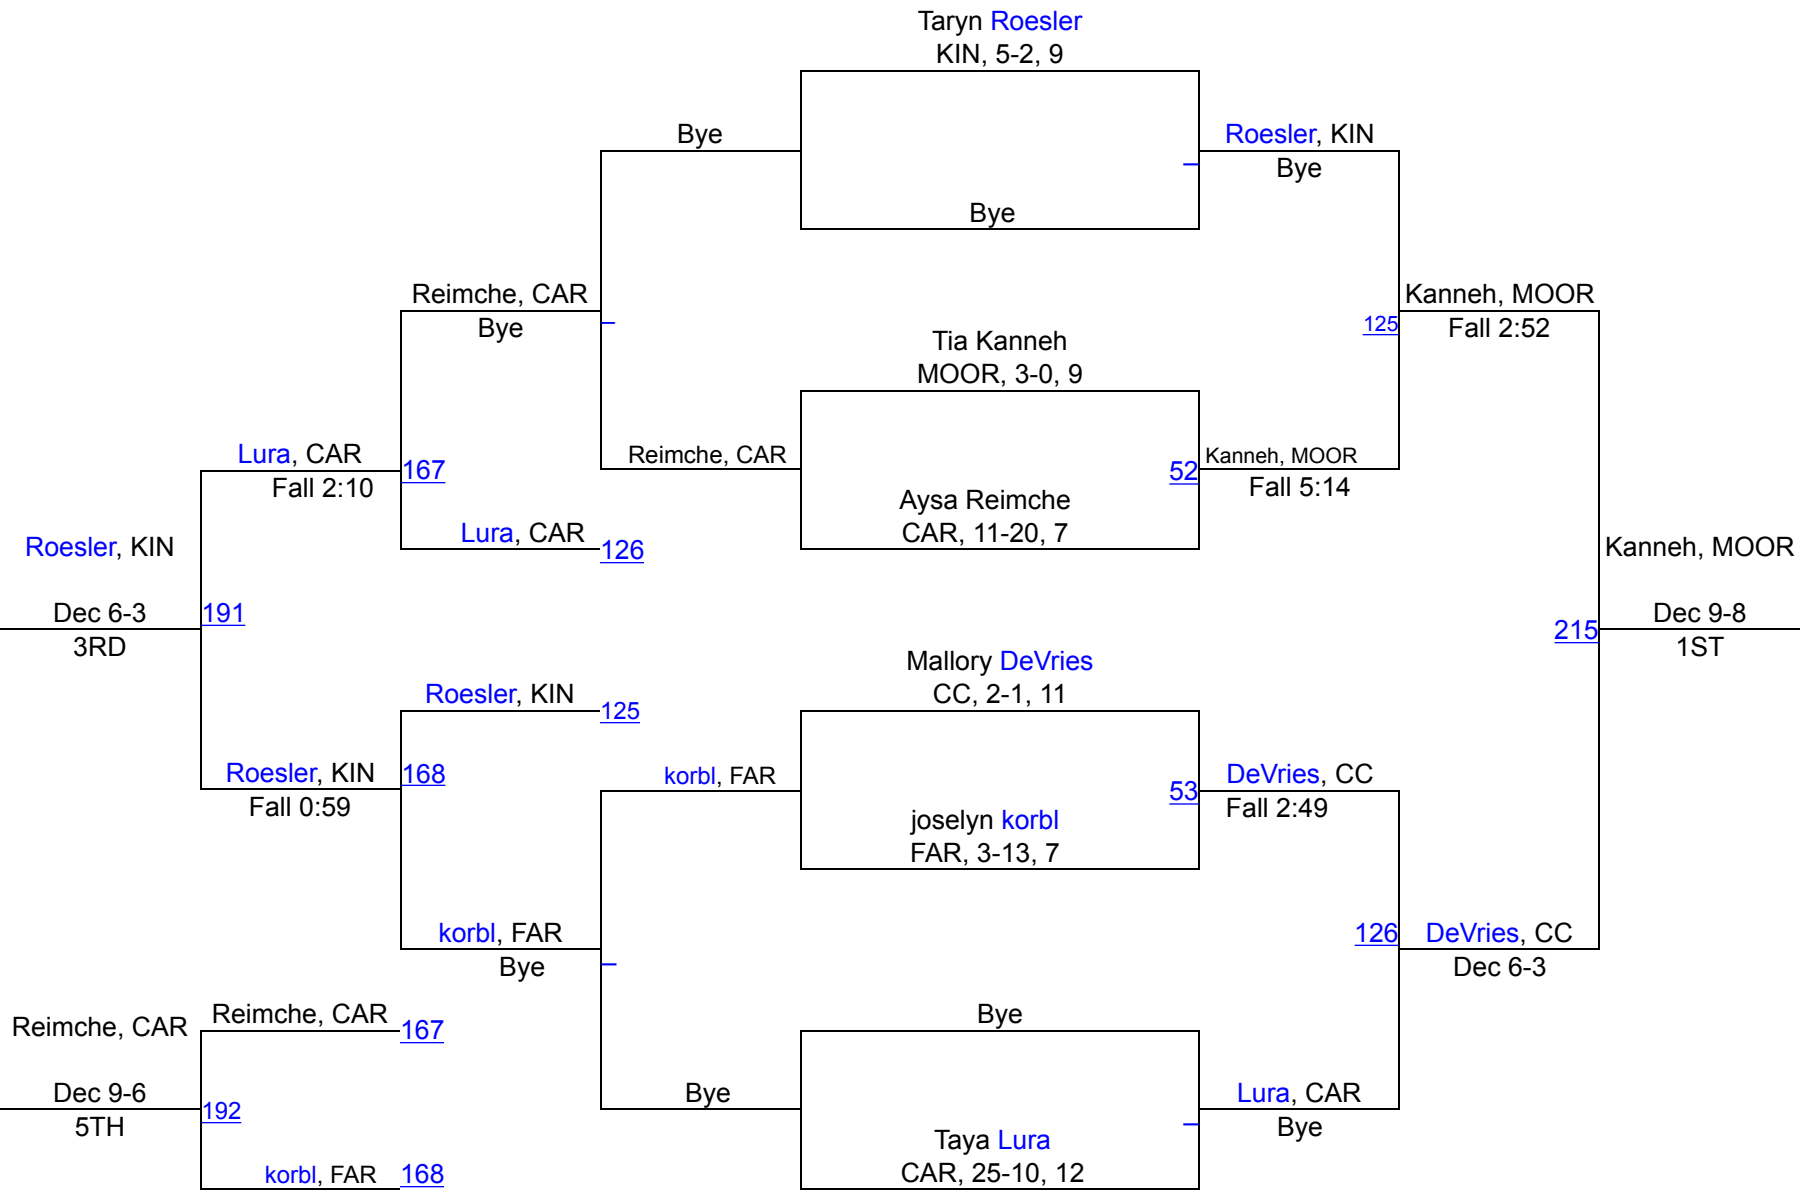 Taryn Roesler
KIN, 5-2, 9
Bye
Roesler, KIN
Bye
Bye
Reimche, CAR
Bye
Kanneh, MOOR
125
Fall 2:52
Tia Kanneh
MOOR, 3-0, 9
Lura, CAR
Fall 2:10
167
Reimche, CAR
52
Kanneh, MOOR
Fall 5:14
Aysa Reimche
CAR, 11-20, 7
Lura, CAR
126
Roesler, KIN
Dec 6-3
3RD
191
Kanneh, MOOR
215
Dec 9-8
1ST
Mallory DeVries
CC, 2-1, 11
Roesler, KIN
125
Roesler, KIN
Fall 0:59
168
korbl, FAR
53
DeVries, CC
Fall 2:49
joselyn korbl
FAR, 3-13, 7
korbl, FAR
Bye
126
DeVries, CC
Dec 6-3
Reimche, CAR
Reimche, CAR
167
Bye
Dec 9-6
5TH
192
Bye
Lura, CAR
Bye
Taya Lura
CAR, 25-10, 12
korbl, FAR
168